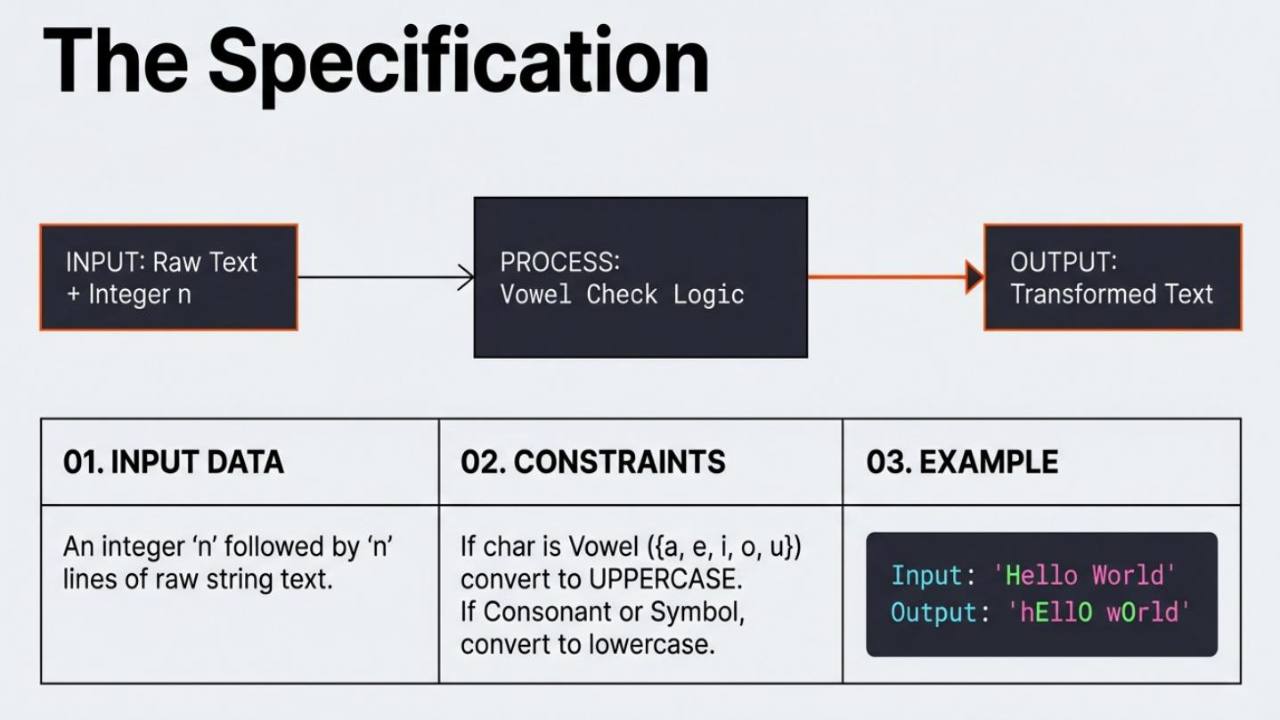 The Specification
INPUT: Raw Text
+ Integer n
PROCESS:
Vowel Check Logic
OUTPUT:
Transformed Text
01. INPUT DATA
02. CONSTRAINTS
03. EXAMPLE
An integer ‘n’ followed by ‘n’
lines of raw string text.
If char is Vowel ({a, e, i, o, u})
convert to UPPERCASE.
If Consonant or Symbol,
convert to lowercase.
Input: 'Hello World'
Output: 'hEllO wOrld'